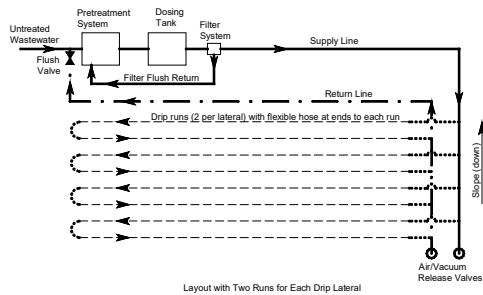 Pretreatment
System
Dosing
Tank
Filter
System
Untreated
Wastewater
Supply Line
Flush
Valve
Filter Flush Return
Return Line
Drip runs (2 per lateral) with flexible hose at ends to each run
Slope (down)
Air/Vacuum
Release Valves
Layout with Two Runs for Each Drip Lateral